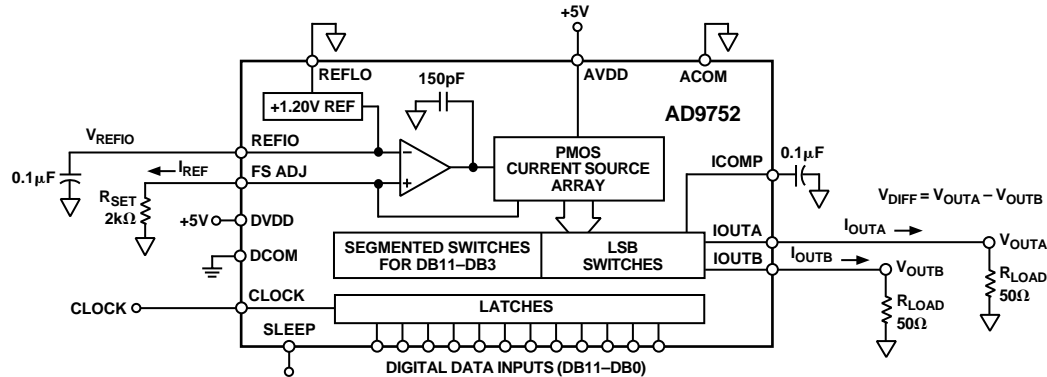 +5V
REFLO
AVDD
ACOM
150pF
+1.20V REF
AD9752
VREFIO
REFIO
PMOS
CURRENT SOURCE
ARRAY
ICOMP
0.1μF
0.1μF
IREF
FS ADJ
RSET
2kΩ
VDIFF = VOUTA – VOUTB
+5V
DVDD
DCOM
SEGMENTED SWITCHES
FOR DB11–DB3
LSB
SWITCHES
IOUTA
IOUTA
VOUTA
IOUTB
IOUTB
VOUTB
RLOAD
50Ω
RLOAD
50Ω
CLOCK
CLOCK
LATCHES
SLEEP
DIGITAL DATA INPUTS (DB11–DB0)